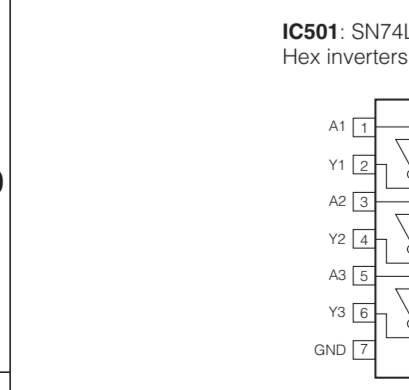 IC501: SN74L
Hex inverters
A1 1
Y1 2
A2 3
Y2 4
A3 5
Y3 6
GND 7